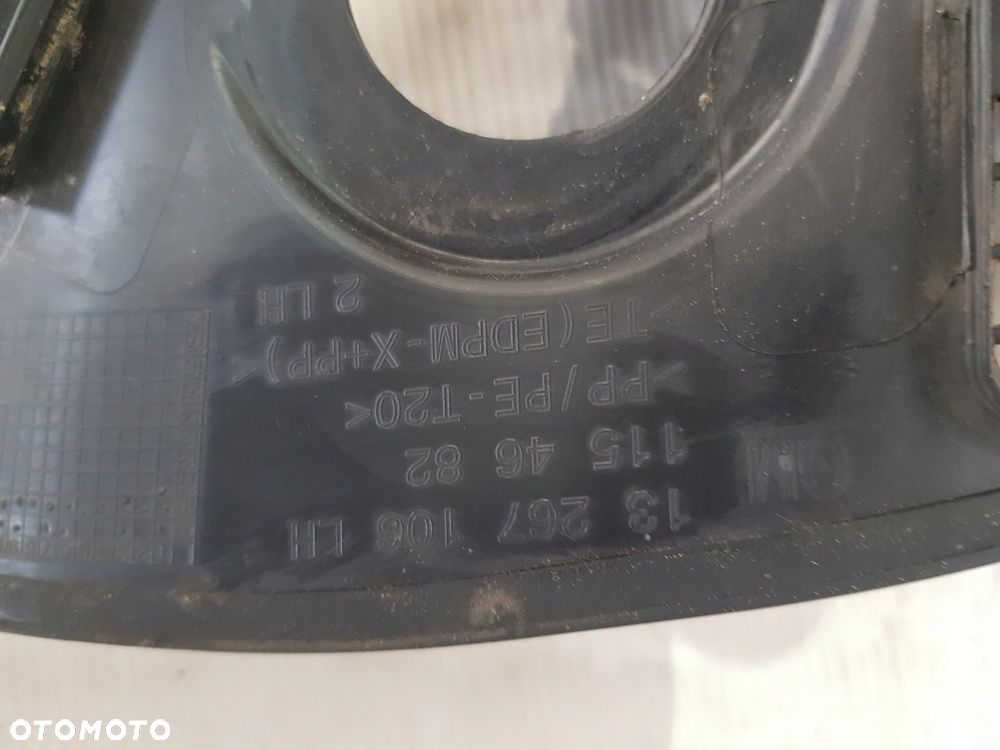 GM
13 267 106 LH
115 46 82
>PP/PE-T20<
>TE(EDPM-X+PP)<
2 LH
OTOMOTO